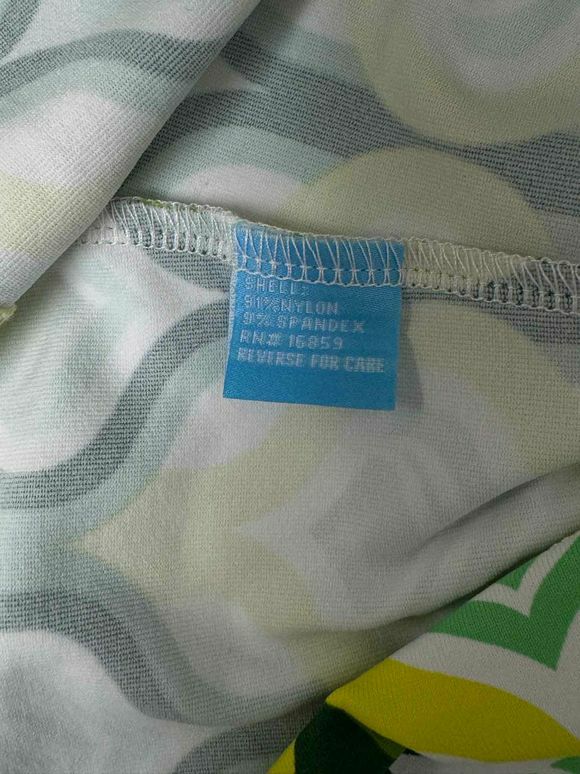 SHELL:
91%NYLON
9% SPANDEX
RN# 16859
REVERSE FOR CARE